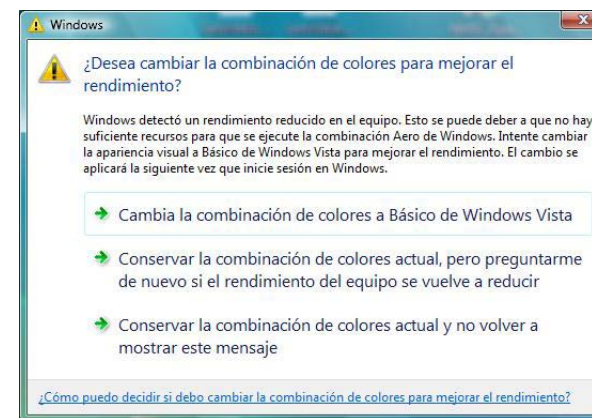 Windows
¿Desea cambiar la combinación de colores para mejorar el
rendimiento?
Windows detectó un rendimiento reducido en el equipo. Esto se puede deber a que no hay
suficiente recursos para que se ejecute la combinación Aero de Windows. Intente cambiar
la apariencia visual a Básico de Windows Vista para mejorar el rendimiento. El cambio se
aplicará la siguiente vez que inicie sesión en Windows.
Cambia la combinación de colores a Básico de Windows Vista
Conservar la combinación de colores actual, pero preguntarme
de nuevo si el rendimiento del equipo se vuelve a reducir
Conservar la combinación de colores actual y no volver a
mostrar este mensaje
¿Cómo puedo decidir si debo cambiar la combinación de colores para mejorar el rendimiento?